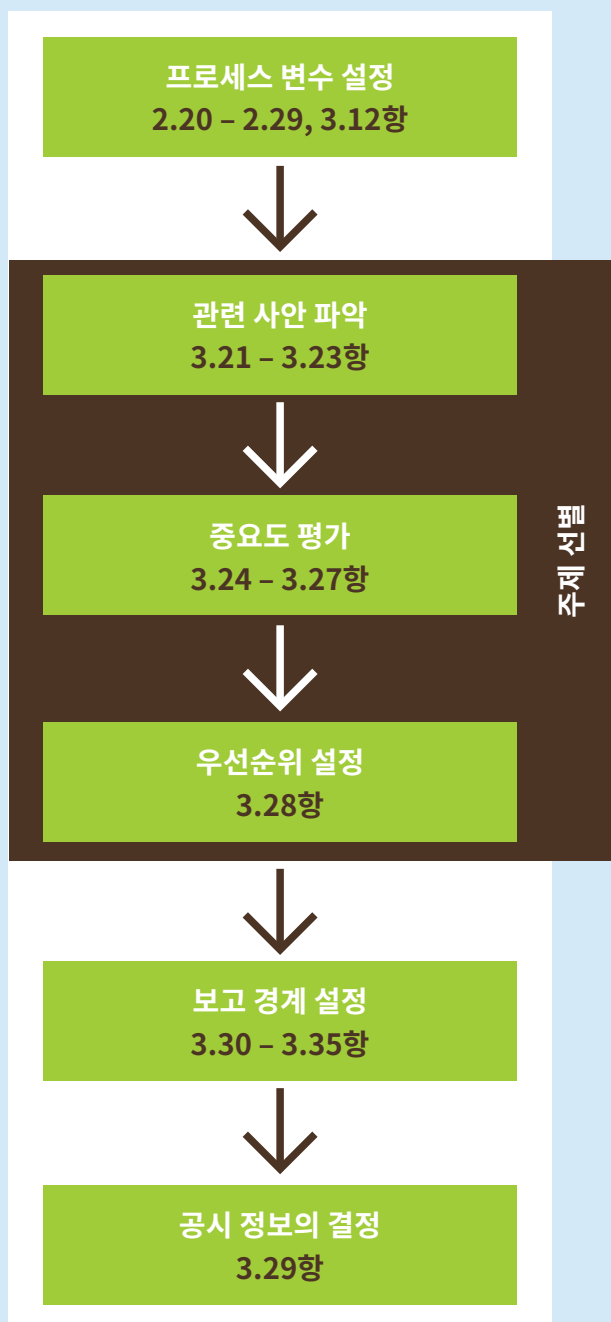 프로세스 변수 설정
2.20 – 2.29, 3.12항
관련 사안 파악
3.21 – 3.23항
중요도 평가
3.24 – 3.27항
주제 선별
우선순위 설정
3.28항
보고 경계 설정
3.30 – 3.35항
공시 정보의 결정
3.29항